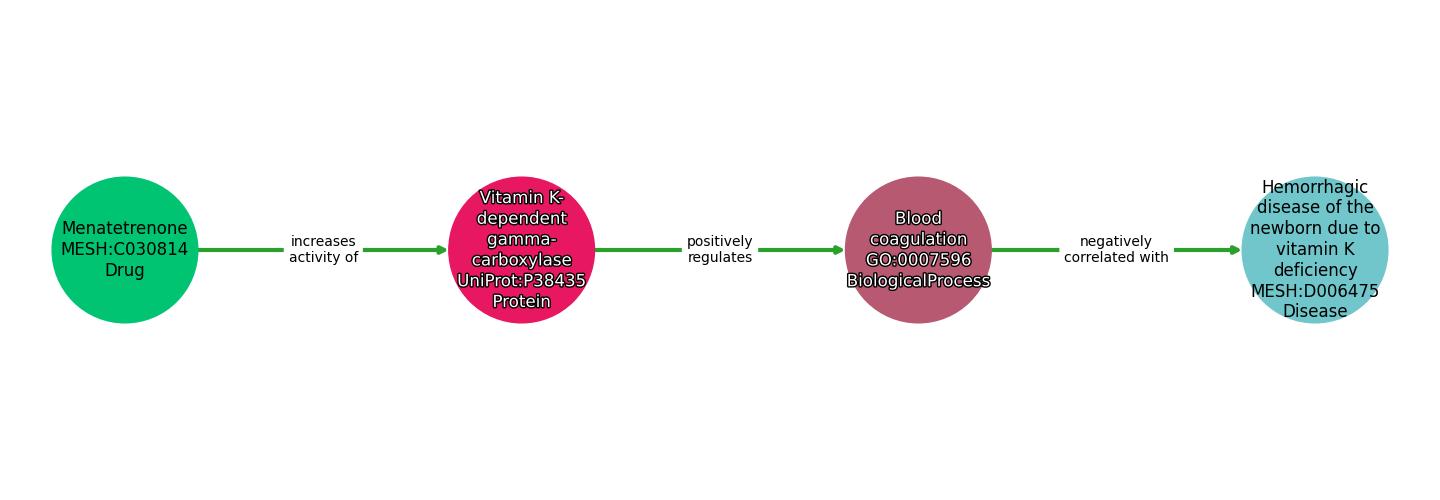 Menatetrenone
MESH:C030814
Drug
increases
activity of
Vitamin K-
dependent
gamma-
carboxylase
UniProt:P38435
Protein
positively
regulates
Blood
coagulation
GO:0007596
BiologicalProcess
negatively
correlated with
Hemorrhagic
disease of the
newborn due to
vitamin K
deficiency
MESH:D006475
Disease